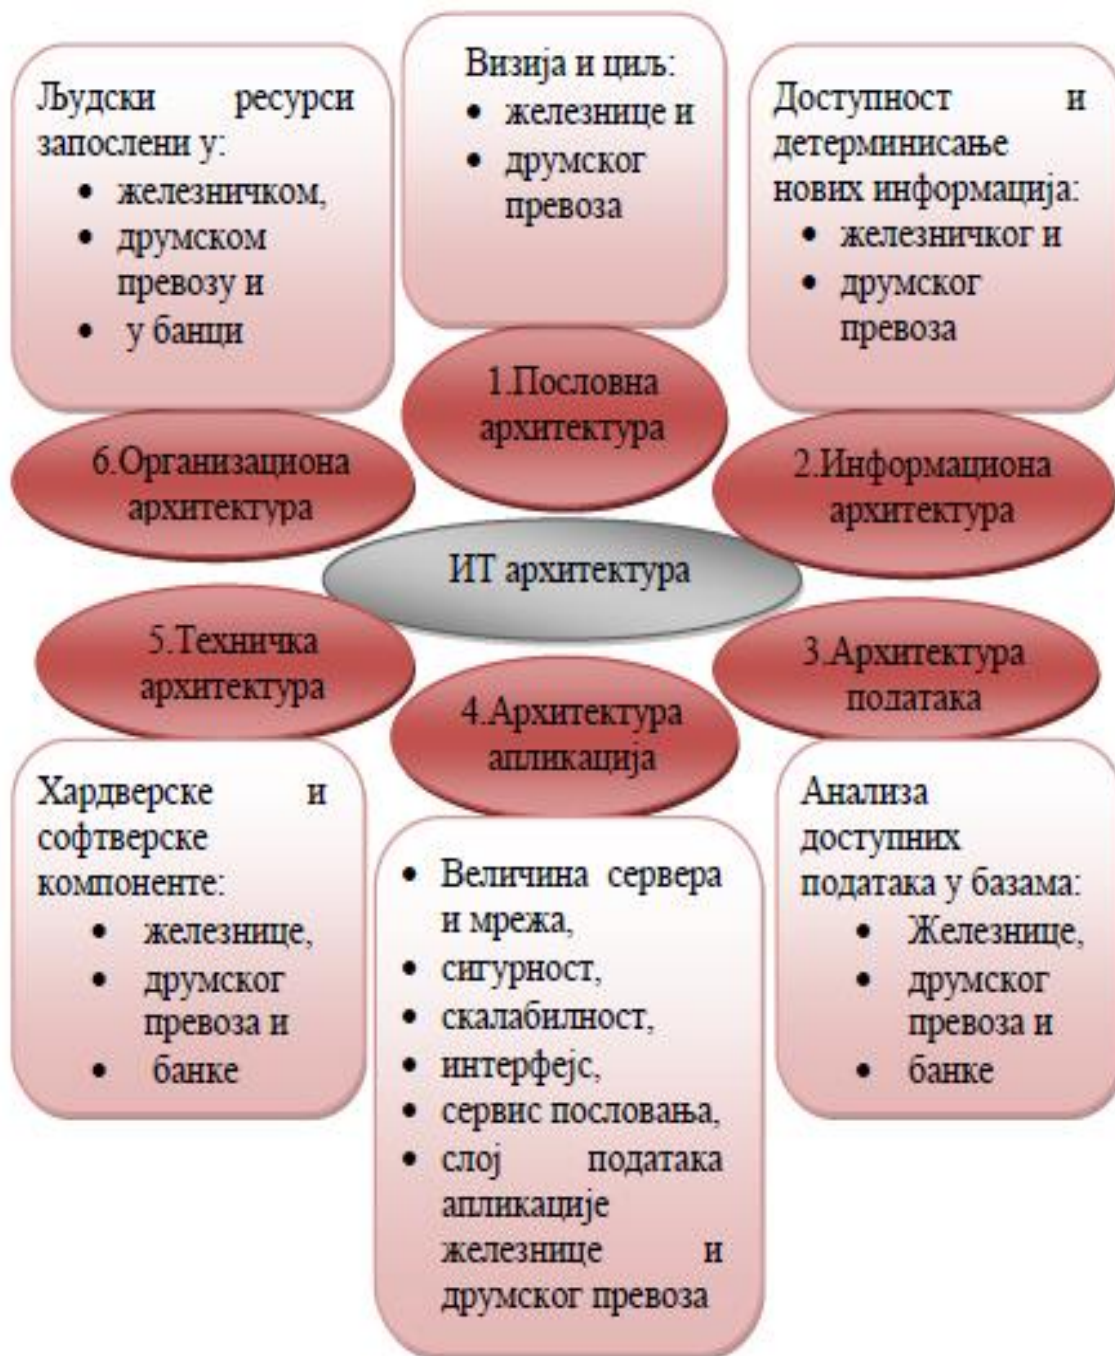 Људски ресурси
запослени у:
• железничком,
• друмском
превозу и
• у банци
Визија и циљ:
• железнице и
• друмског
превоза
Доступност и
детерминисање
нових информација:
• железничког и
• друмског
превоза
1.Пословна
архитектура
6.Организациона
архитектура
2.Информациона
архитектура
ИТ архитектура
5.Техничка
архитектура
4.Архитектура
апликација
3.Архитектура
података
Хардверске и
софтверске
компоненте:
• железнице,
• друмског
превоза и
• банке
• Величина сервера
и мрежа,
• сигурност,
• скалабилност,
• интерфејс,
• сервис пословања,
• слој података
апликације
железнице и
друмског превоза
Анализа
доступних
података у базама:
• Железнице,
• друмског
превоза и
• банке